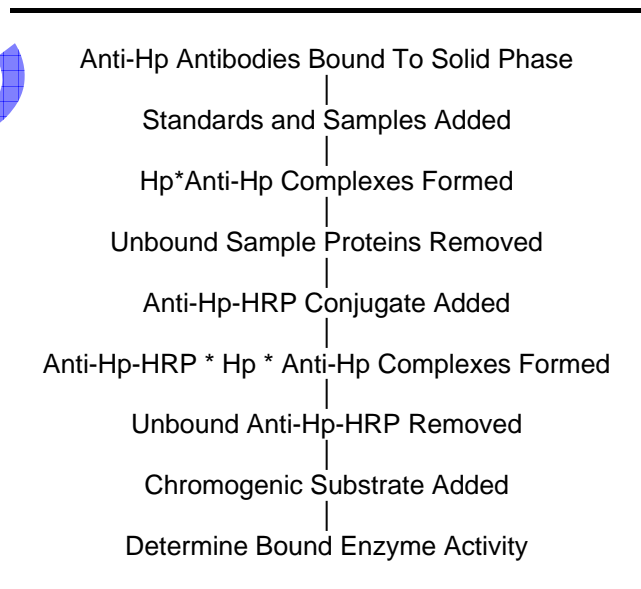 Anti-Hp Antibodies Bound To Solid Phase
Standards and Samples Added
Hp*Anti-Hp Complexes Formed
Unbound Sample Proteins Removed
Anti-Hp-HRP Conjugate Added
Anti-Hp-HRP * Hp * Anti-Hp Complexes Formed
Unbound Anti-Hp-HRP Removed
Chromogenic Substrate Added
Determine Bound Enzyme Activity